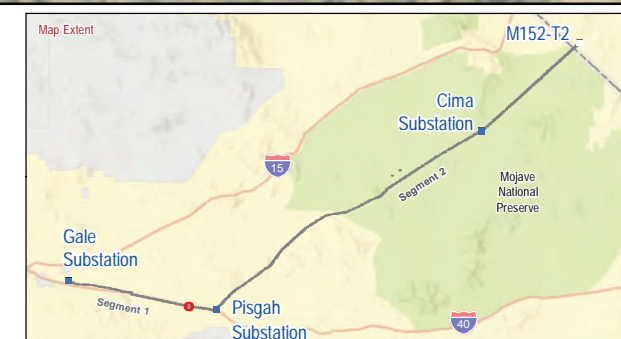 Map Extent
M152-T2
Cima
Substation
15
Segment 2
Mojave
National
Preserve
Gale
Substation
Segment 1
Pisgah
Substation
40